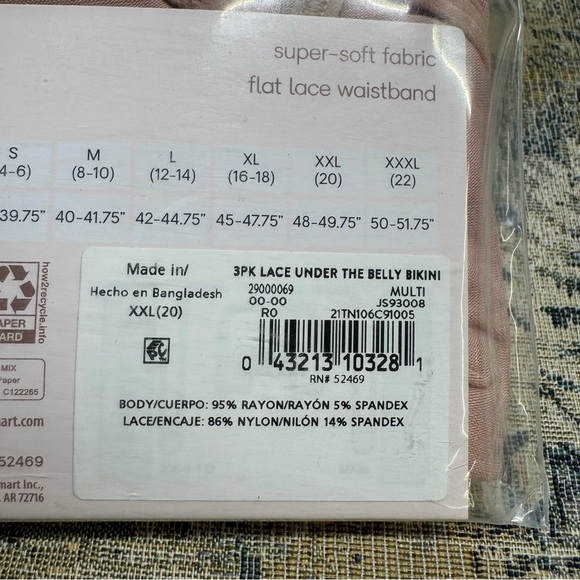 super-soft fabric
flat lace waistband
S M L XL XXL XXXL
4-6) (8-10) (12-14) (16-18) (20) (22)
39.75" 40-41.75" 42-44.75" 45-47.75" 48-49.75" 50-51.75"
how2recycle.info
APER
ARD
MIX
Paper
C122265
mart.com
52469
mart Inc.,
, AR 72716
Made in/
Hecho en Bangladesh
XXL(20)
3PK LACE UNDER THE BELLY BIKINI
29000069 MULTI
00-00 JS93008
R0 21TN106C91005
0 43213 10328 1
RN# 52469
BODY/CUERPO: 95% RAYON/RAYÓN 5% SPANDEX
LACE/ENCAJE: 86% NYLON/NILÓN 14% SPANDEX